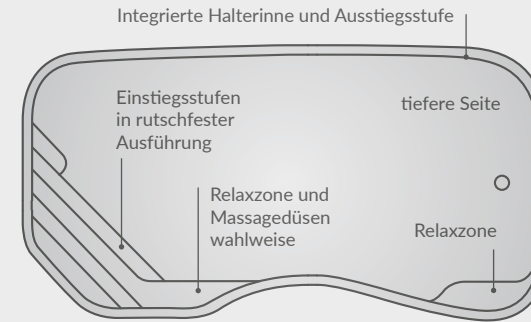 Integrierte Halterinne und Ausstiegsstufe
Einstiegsstufen
in rutschfester
Ausführung
tiefere Seite
Relaxzone und
Massagedüsen
wahlweise
Relaxzone